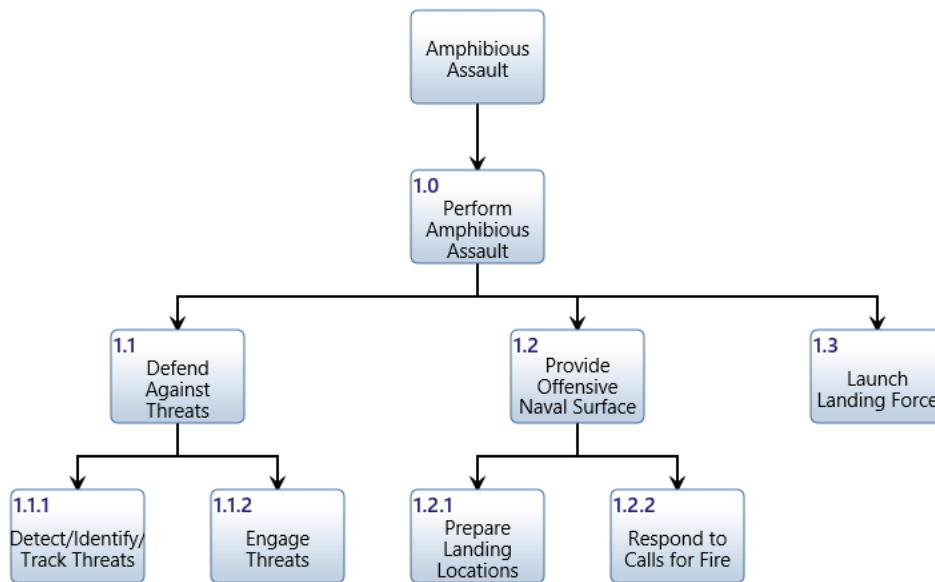 Amphibious
Assault
1.0
Perform
Amphibious
Assault
1.1
Defend
Against
Threats
1.2
Provide
Offensive
Naval Surface
1.3
Launch
Landing Force
1.1.1
Detect/Identify/
Track Threats
1.1.2
Engage
Threats
1.2.1
Prepare
Landing
Locations
1.2.2
Respond to
Calls for Fire